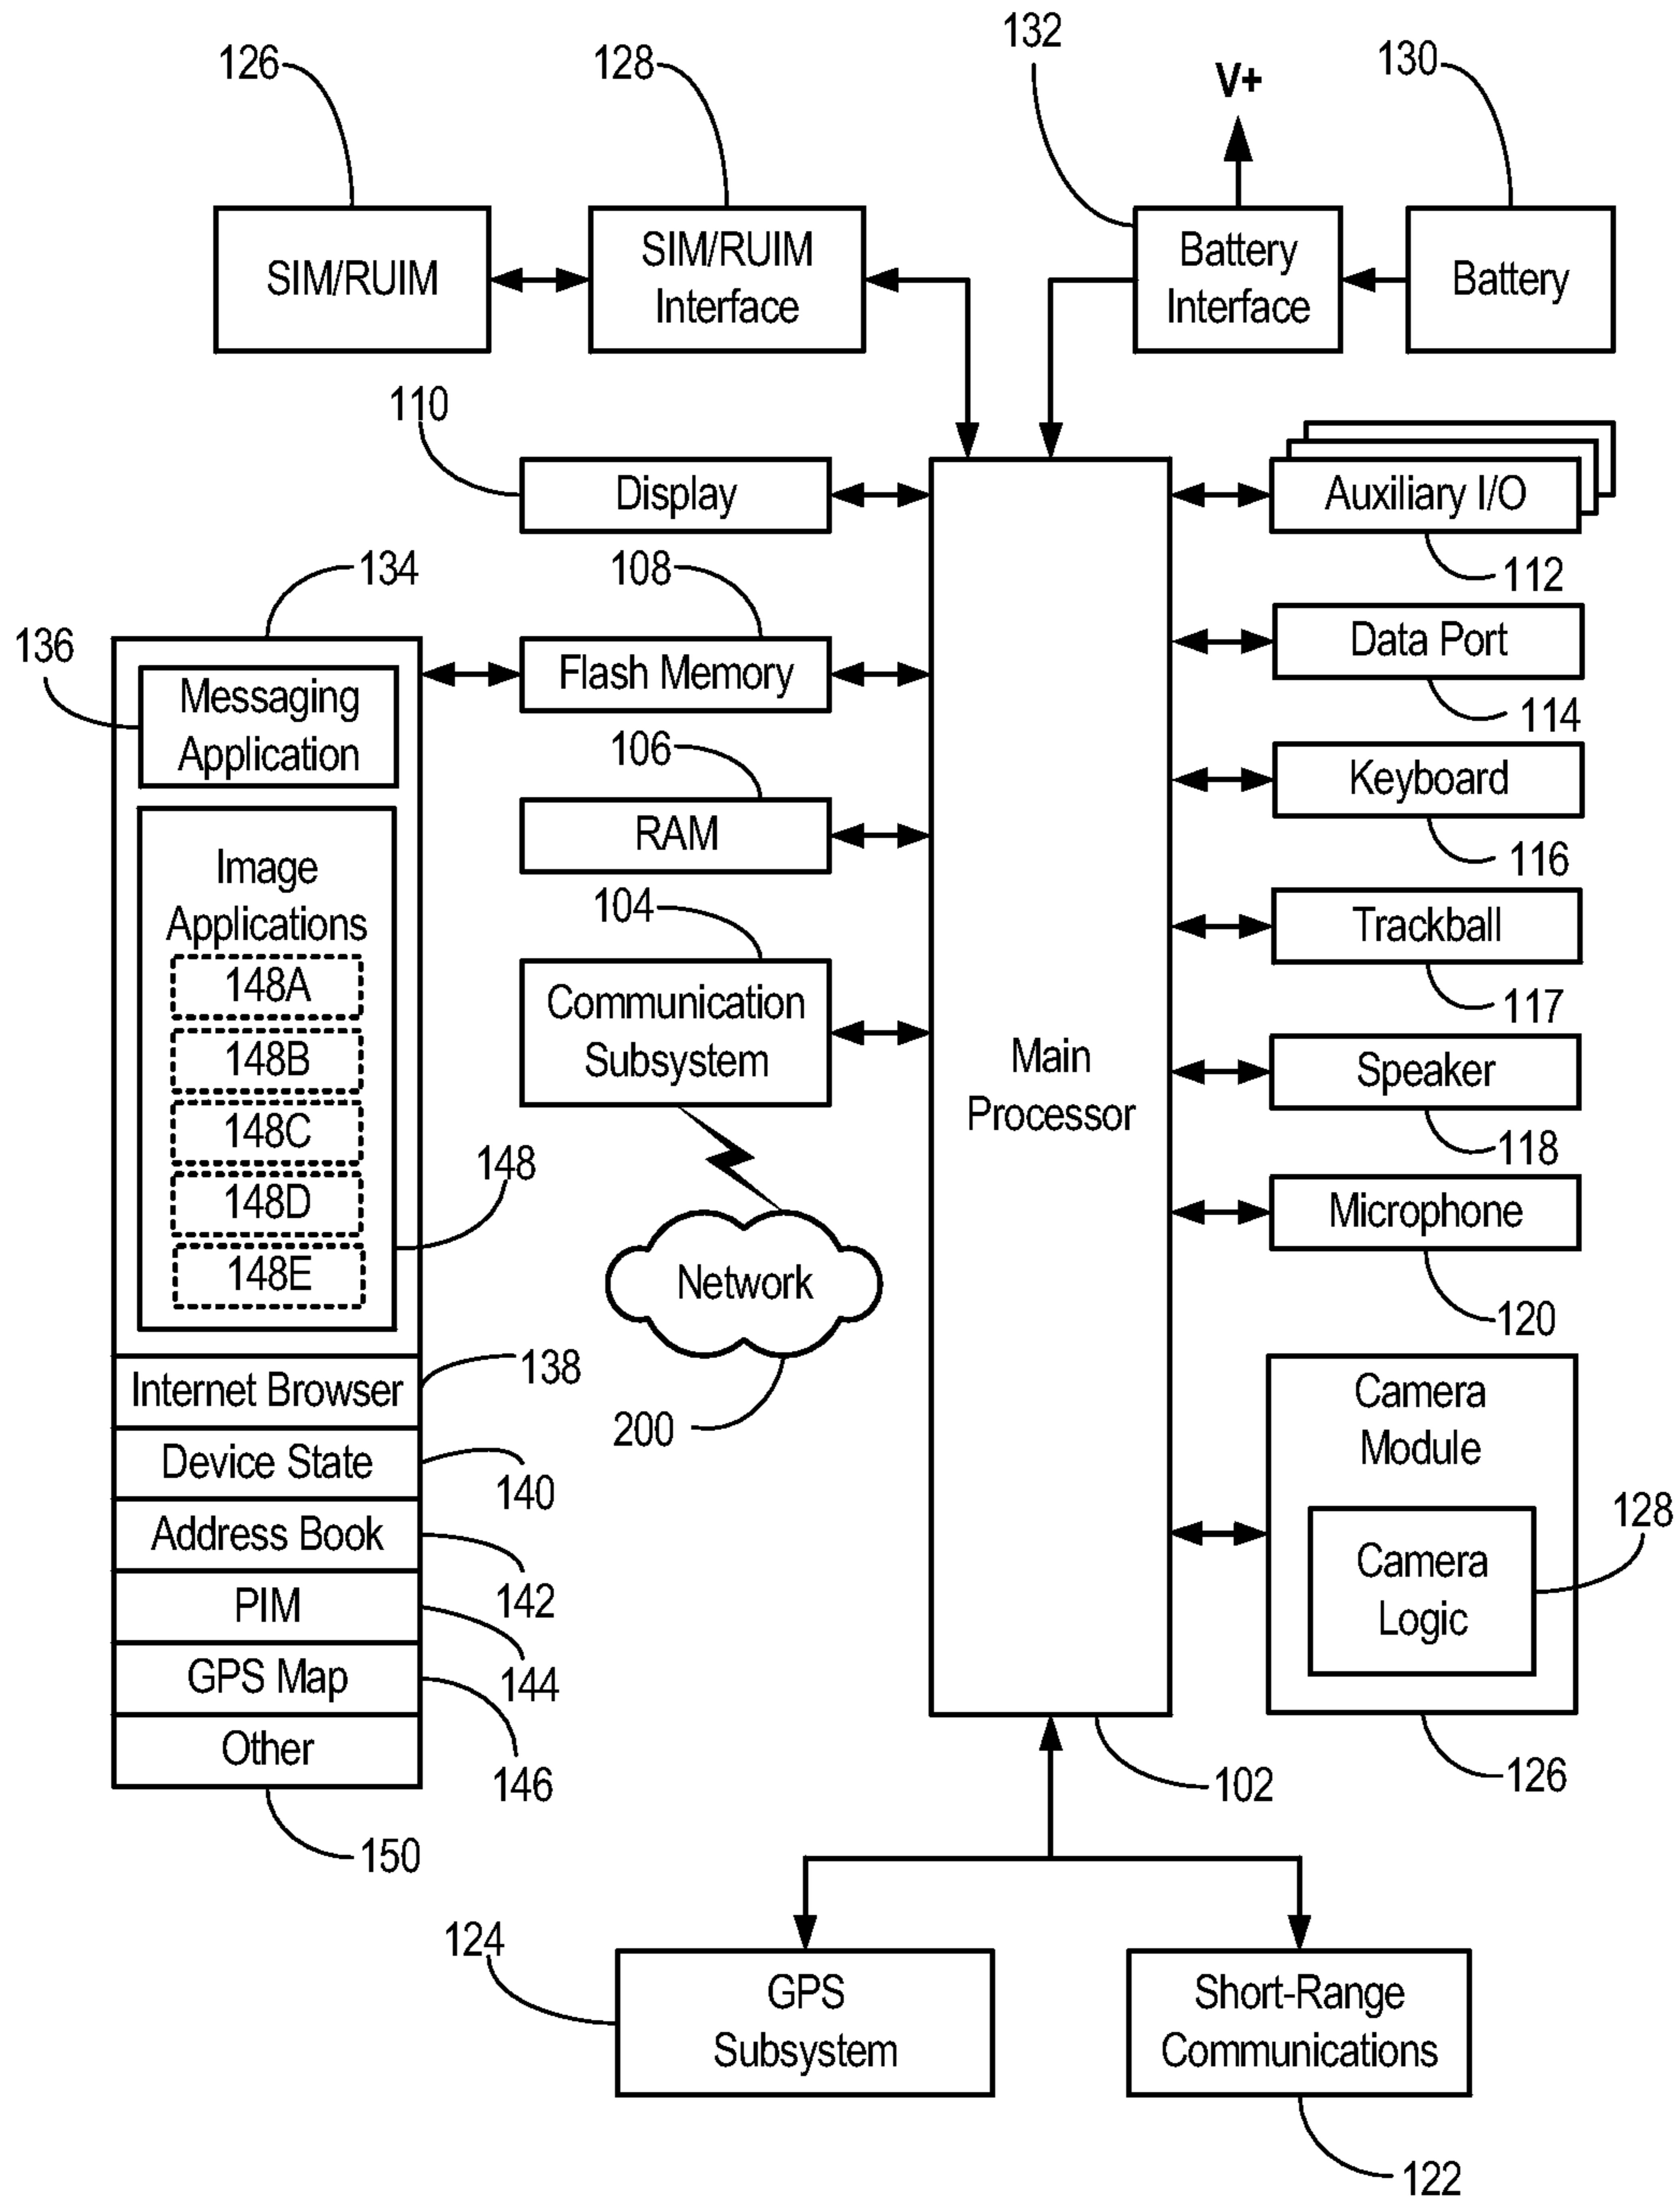 126
128
132
V+
130
SIM/RUIM
SIM/RUIM
Interface
Battery
Interface
Battery
110
Display
Auxiliary I/O
112
134
108
136
Messaging
Application
Flash Memory
Data Port
114
106
RAM
Keyboard
116
Image
Applications
148A
148B
148C
148D
148E
148
104
Communication
Subsystem
Trackball
117
Main
Processor
Speaker
118
Microphone
120
Network
200
Internet Browser
138
Device State
140
Address Book
142
PIM
144
GPS Map
146
Other
150
Camera
Module
Camera
Logic
128
126
102
124
GPS
Subsystem
Short-Range
Communications
122